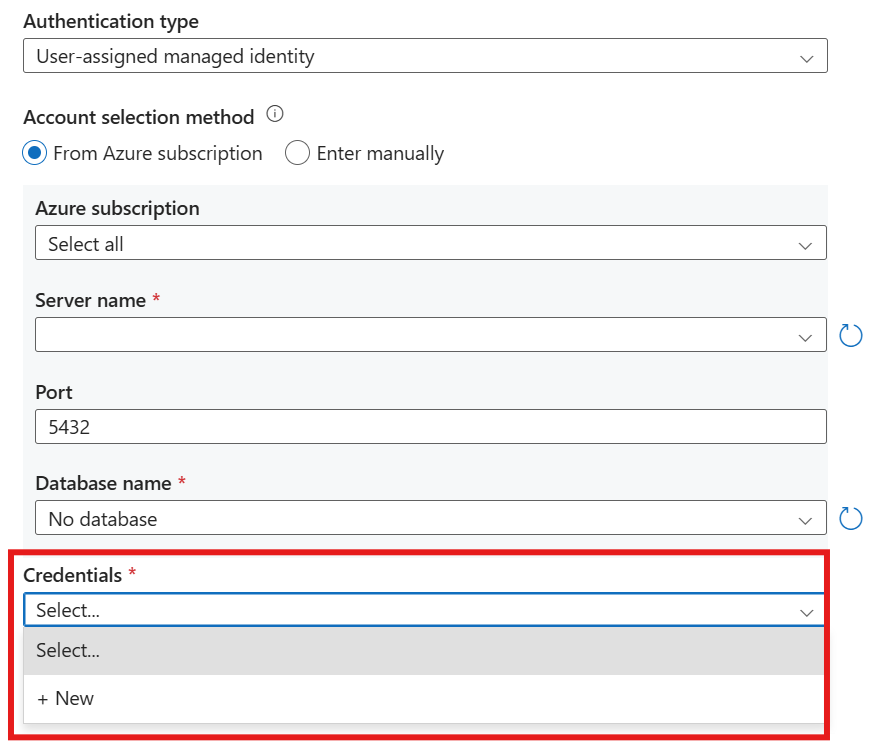 Authentication type
User-assigned managed identity
Account selection method
From Azure subscription Enter manually
Azure subscription
Select all
Server name *
Port
5432
Database name *
No database
Credentials *
Select...
Select...
+ New